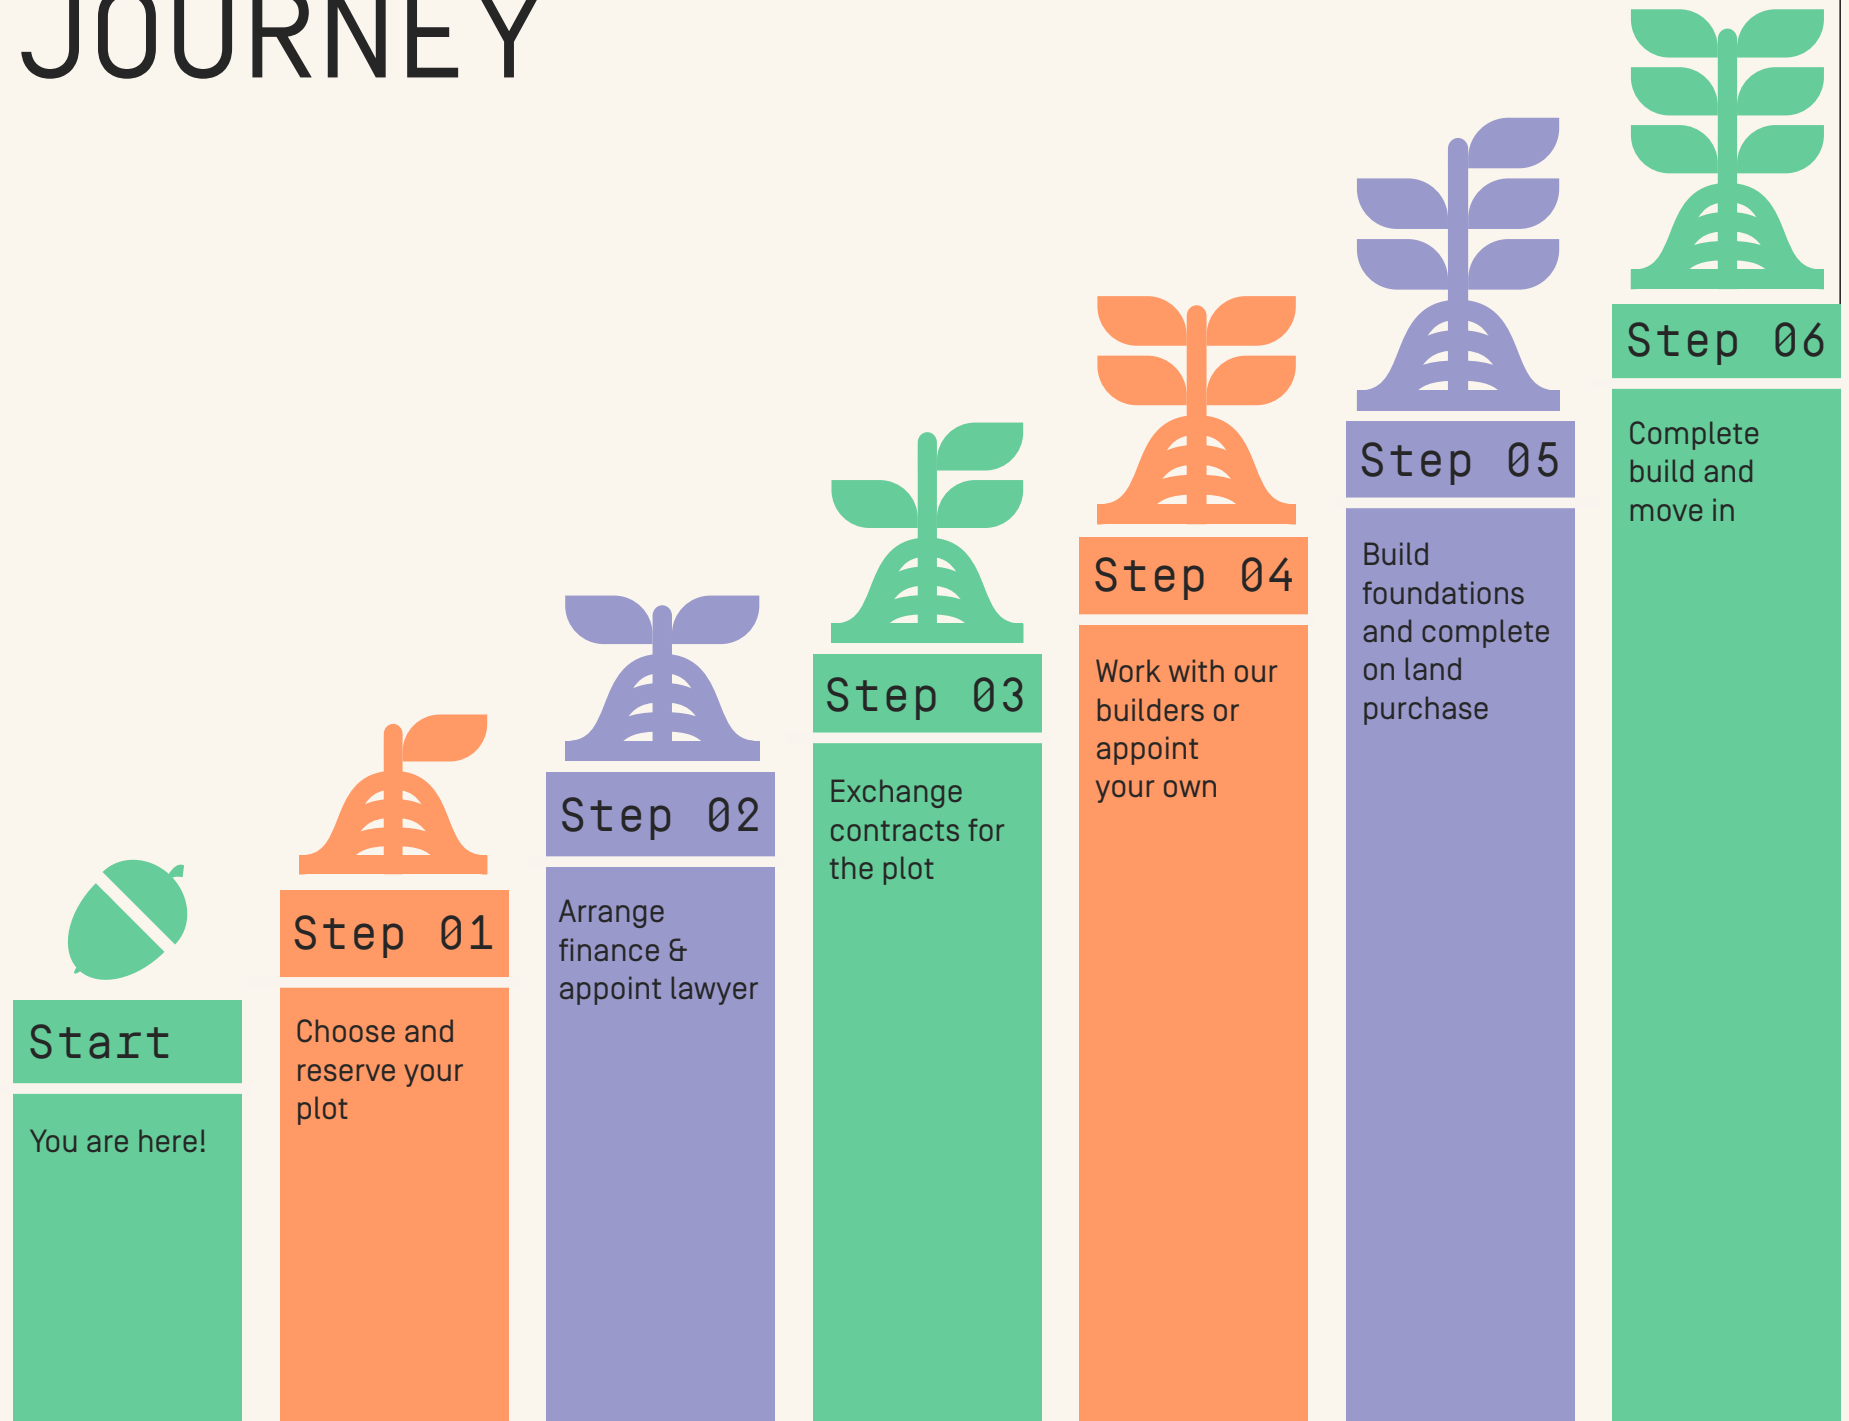 JOURNEY
Start
You are here!
Step 01
Choose and
reserve your
plot
Step 02
Arrange
finance &
appoint lawyer
Step 03
Exchange
contracts for
the plot
Step 04
Work with our
builders or
appoint
your own
Step 05
Build
foundations
and complete
on land
purchase
Step 06
Complete
build and
move in